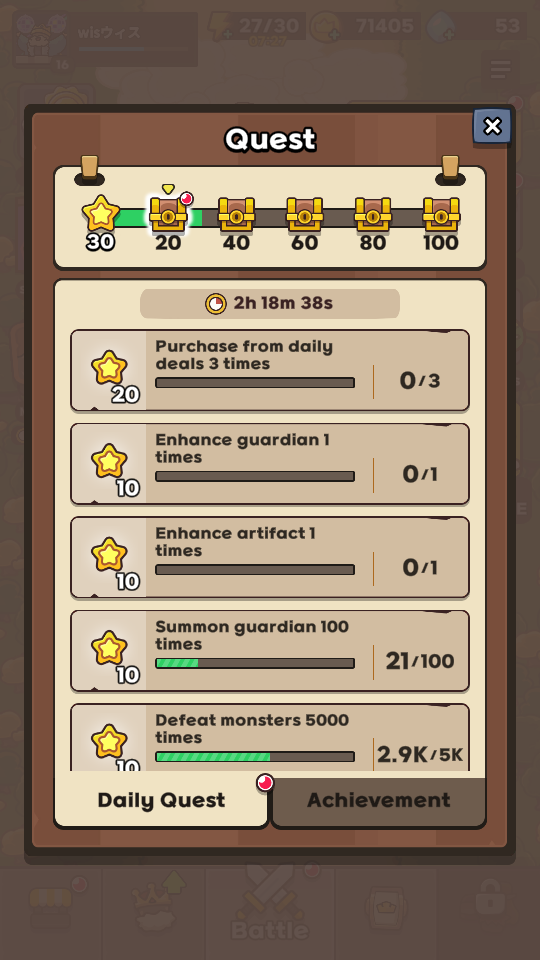 wisウィス
27/30
71405
53
16
Quest
30
20
40
60
80
100
2h 18m 38s
Purchase from daily
deals 3 times
0/3
20
Enhance guardian 1
times
0/1
10
Enhance artifact 1
times
0/1
10
Summon guardian 100
times
21/100
10
Defeat monsters 5000
times
2.9K/5K
10
Daily Quest
Achievement
Battle